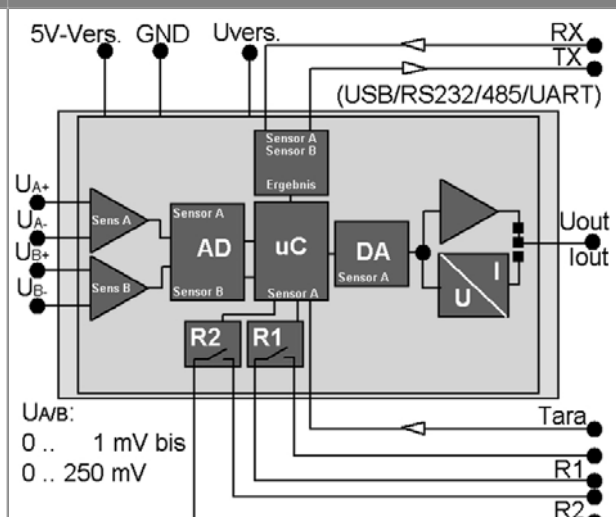 5V-Vers. GND Uvers. RX
TX
(USB/RS232/485/UART)
Sensor A
Sensor B
Ergebnis
UA+
UA-
UB+
UB-
Sens A
Sens B
Sensor A
AD
Sensor B
uC
Sensor A
DA
Sensor A
U
I
Uout
Iout
R2
R1
UA/B:
0 .. 1 mV bis
0 .. 250 mV
Tara
R1
R2